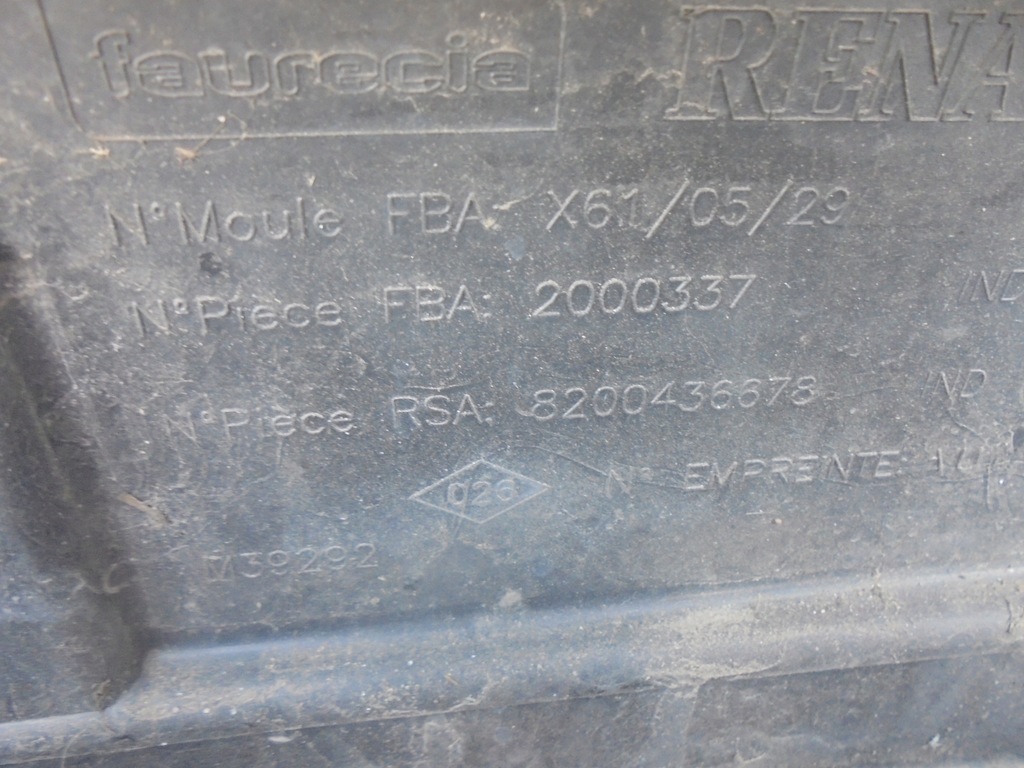 faurecia RENA
N° Moule FBA: X61/05/29
N° Piece FBA: 2000337 IND
N° Piece RSA: 8200436678 IND
026 N° EMPREINTE:
M39292